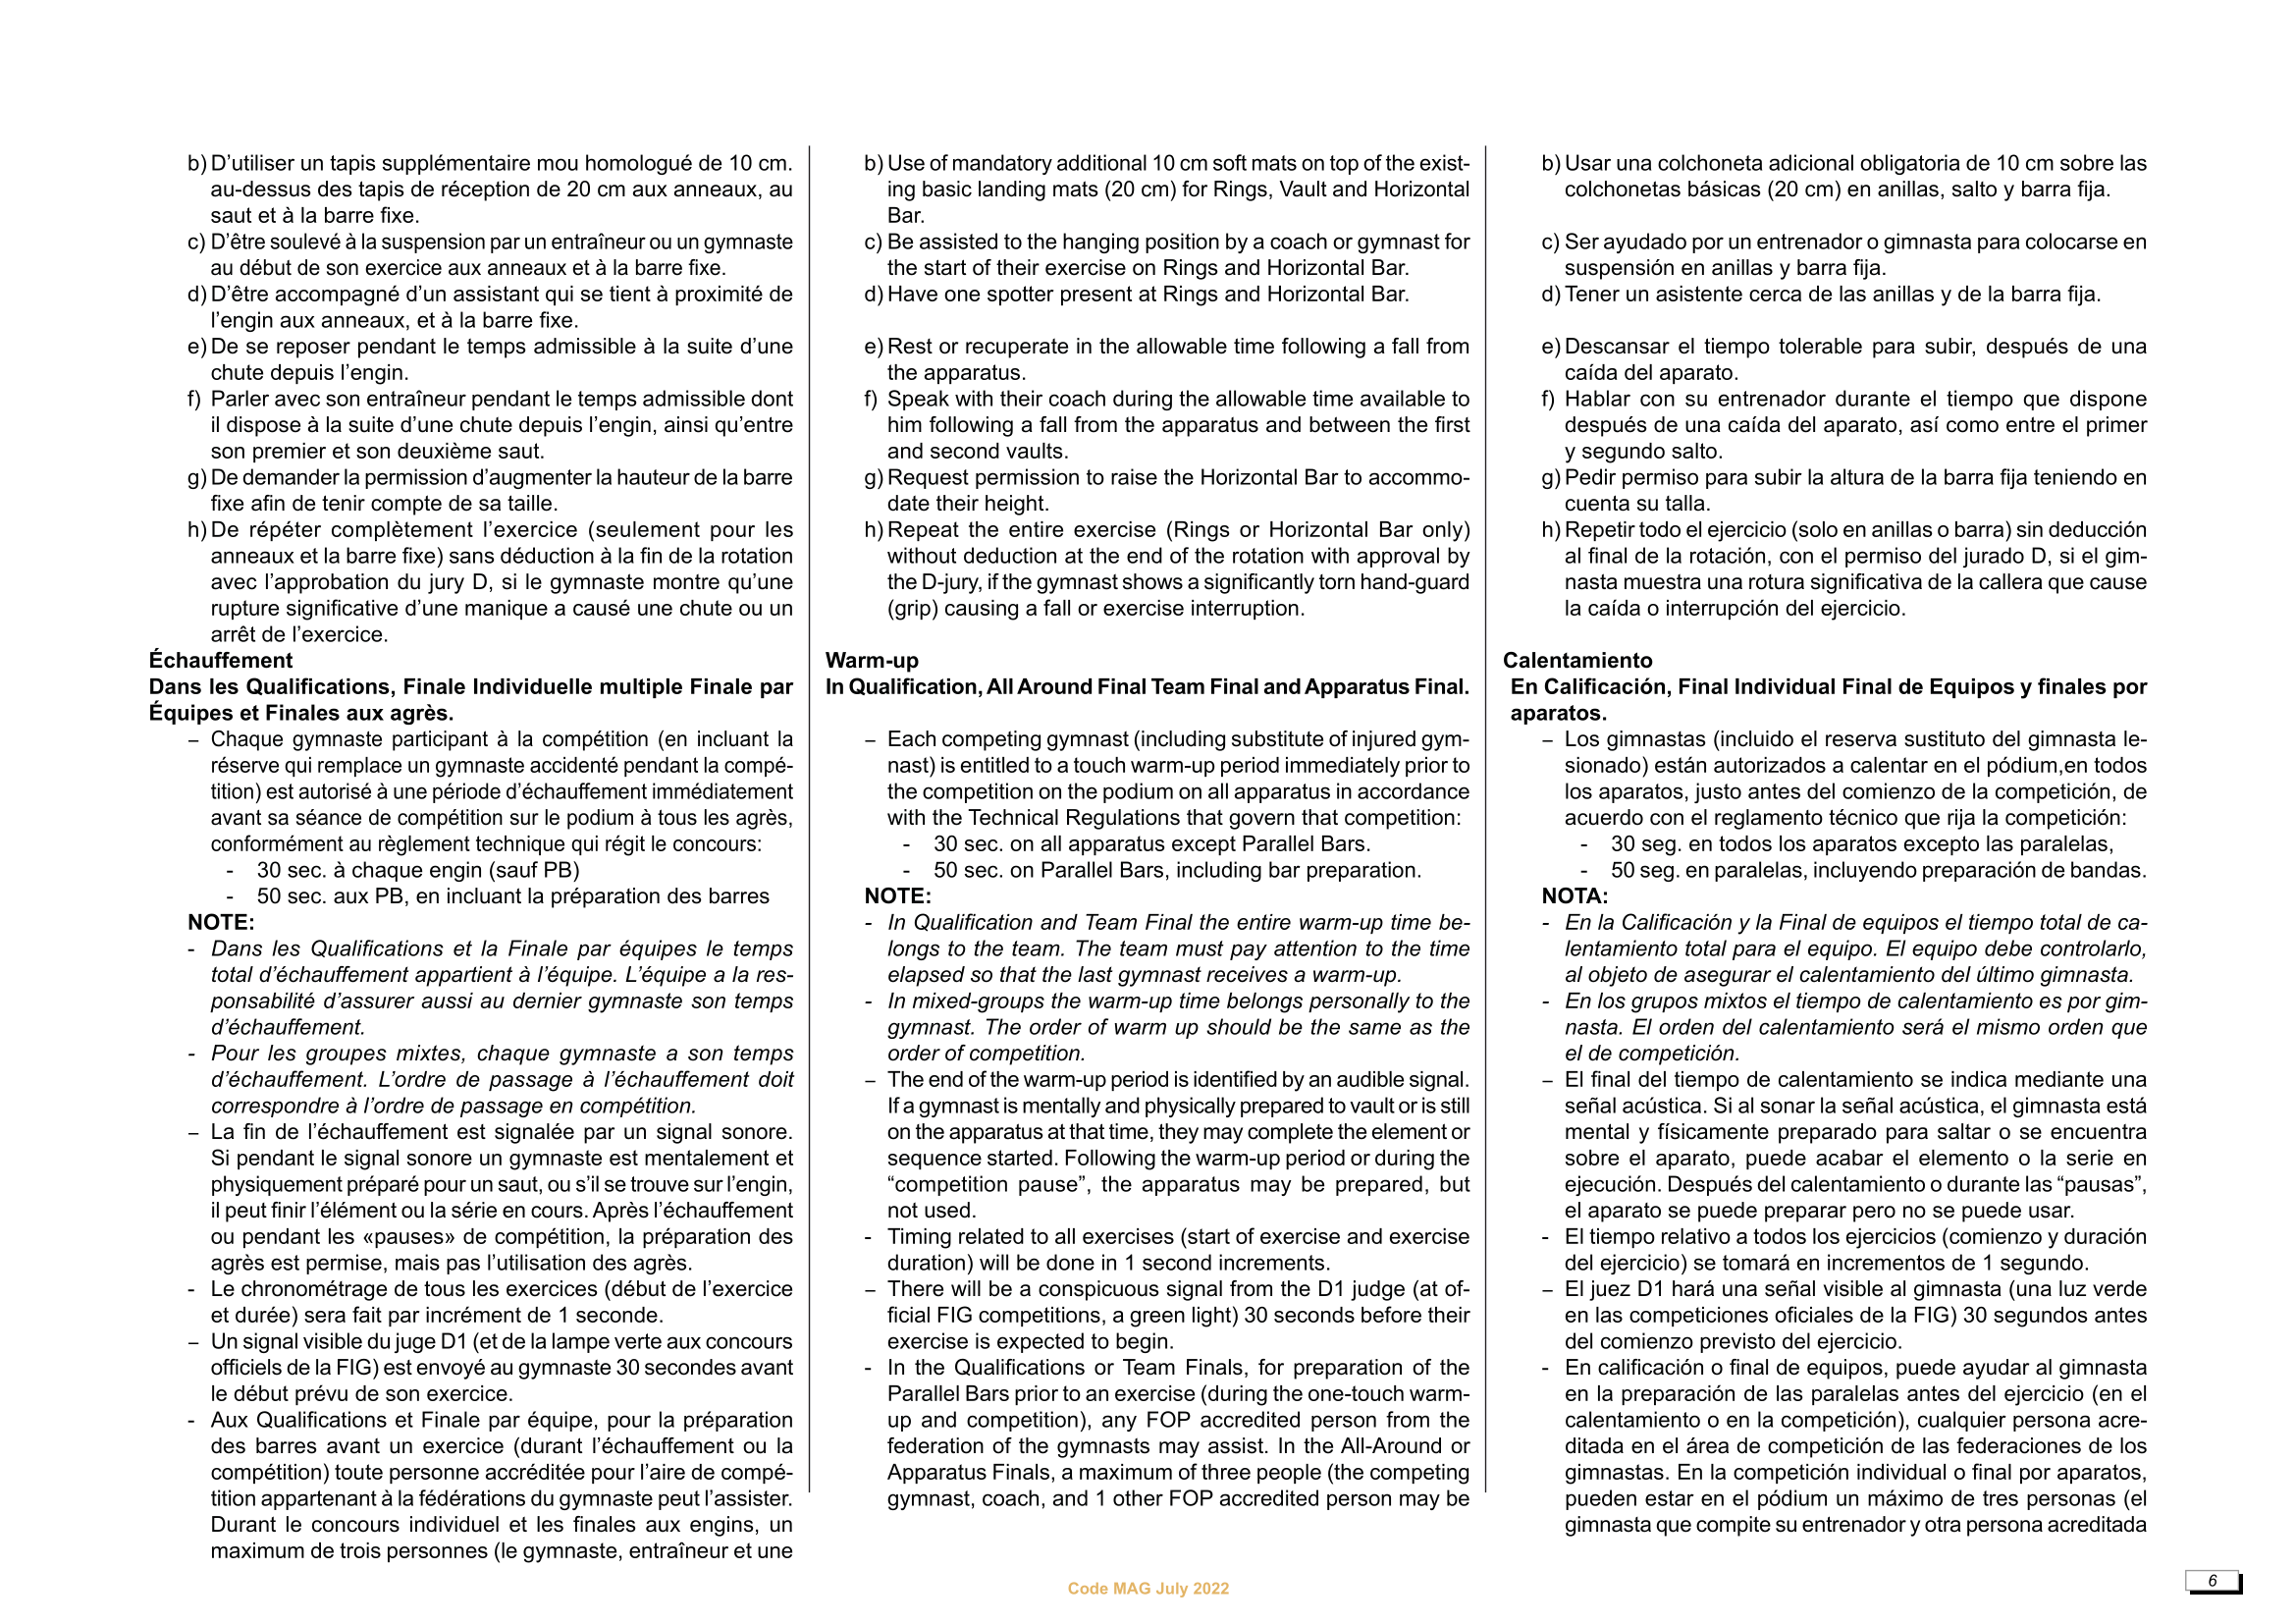 b) D’utiliser un tapis supplémentaire mou homologué de 10 cm.
au-dessus des tapis de réception de 20 cm aux anneaux, au
saut et à la barre fixe.
c) D’être soulevé à la suspension par un entraîneur ou un gymnaste
au début de son exercice aux anneaux et à la barre fixe.
d) D’être accompagné d’un assistant qui se tient à proximité de
l’engin aux anneaux, et à la barre fixe.
e) De se reposer pendant le temps admissible à la suite d’une
chute depuis l’engin.
f) Parler avec son entraîneur pendant le temps admissible dont
il dispose à la suite d’une chute depuis l’engin, ainsi qu’entre
son premier et son deuxième saut.
g) De demander la permission d’augmenter la hauteur de la barre
fixe afin de tenir compte de sa taille.
h) De répéter complètement l’exercice (seulement pour les
anneaux et la barre fixe) sans déduction à la fin de la rotation
avec l’approbation du jury D, si le gymnaste montre qu’une
rupture significative d’une manique a causé une chute ou un
arrêt de l’exercice.
Échauffement
Dans les Qualifications, Finale Individuelle multiple Finale par
Équipes et Finales aux agrès.
– Chaque gymnaste participant à la compétition (en incluant la
réserve qui remplace un gymnaste accidenté pendant la compé-
tition) est autorisé à une période d’échauffement immédiatement
avant sa séance de compétition sur le podium à tous les agrès,
conformément au règlement technique qui régit le concours:
- 30 sec. à chaque engin (sauf PB)
- 50 sec. aux PB, en incluant la préparation des barres
NOTE:
- Dans les Qualifications et la Finale par équipes le temps
total d’échauffement appartient à l’équipe. L’équipe a la res-
ponsabilité d’assurer aussi au dernier gymnaste son temps
d’échauffement.
- Pour les groupes mixtes, chaque gymnaste a son temps
d’échauffement. L’ordre de passage à l’échauffement doit
correspondre à l’ordre de passage en compétition.
– La fin de l’échauffement est signalée par un signal sonore.
Si pendant le signal sonore un gymnaste est mentalement et
physiquement préparé pour un saut, ou s’il se trouve sur l’engin,
il peut finir l’élément ou la série en cours. Après l’échauffement
ou pendant les «pauses» de compétition, la préparation des
agrès est permise, mais pas l’utilisation des agrès.
- Le chronométrage de tous les exercices (début de l’exercice
et durée) sera fait par incrément de 1 seconde.
– Un signal visible du juge D1 (et de la lampe verte aux concours
officiels de la FIG) est envoyé au gymnaste 30 secondes avant
le début prévu de son exercice.
- Aux Qualifications et Finale par équipe, pour la préparation
des barres avant un exercice (durant l’échauffement ou la
compétition) toute personne accréditée pour l’aire de compé-
tition appartenant à la fédérations du gymnaste peut l’assister.
Durant le concours individuel et les finales aux engins, un
maximum de trois personnes (le gymnaste, entraîneur et une
b) Use of mandatory additional 10 cm soft mats on top of the exist-
ing basic landing mats (20 cm) for Rings, Vault and Horizontal
Bar.
c) Be assisted to the hanging position by a coach or gymnast for
the start of their exercise on Rings and Horizontal Bar.
d) Have one spotter present at Rings and Horizontal Bar.
e) Rest or recuperate in the allowable time following a fall from
the apparatus.
f) Speak with their coach during the allowable time available to
him following a fall from the apparatus and between the first
and second vaults.
g) Request permission to raise the Horizontal Bar to accommo-
date their height.
h) Repeat the entire exercise (Rings or Horizontal Bar only)
without deduction at the end of the rotation with approval by
the D-jury, if the gymnast shows a significantly torn hand-guard
(grip) causing a fall or exercise interruption.
Warm-up
In Qualification, All Around Final Team Final and Apparatus Final.
– Each competing gymnast (including substitute of injured gym-
nast) is entitled to a touch warm-up period immediately prior to
the competition on the podium on all apparatus in accordance
with the Technical Regulations that govern that competition:
- 30 sec. on all apparatus except Parallel Bars.
- 50 sec. on Parallel Bars, including bar preparation.
NOTE:
- In Qualification and Team Final the entire warm-up time be-
longs to the team. The team must pay attention to the time
elapsed so that the last gymnast receives a warm-up.
- In mixed-groups the warm-up time belongs personally to the
gymnast. The order of warm up should be the same as the
order of competition.
– The end of the warm-up period is identified by an audible signal.
If a gymnast is mentally and physically prepared to vault or is still
on the apparatus at that time, they may complete the element or
sequence started. Following the warm-up period or during the
“competition pause”, the apparatus may be prepared, but
not used.
- Timing related to all exercises (start of exercise and exercise
duration) will be done in 1 second increments.
– There will be a conspicuous signal from the D1 judge (at of-
ficial FIG competitions, a green light) 30 seconds before their
exercise is expected to begin.
- In the Qualifications or Team Finals, for preparation of the
Parallel Bars prior to an exercise (during the one-touch warm-
up and competition), any FOP accredited person from the
federation of the gymnasts may assist. In the All-Around or
Apparatus Finals, a maximum of three people (the competing
gymnast, coach, and 1 other FOP accredited person may be
b) Usar una colchoneta adicional obligatoria de 10 cm sobre las
colchonetas básicas (20 cm) en anillas, salto y barra fija.
c) Ser ayudado por un entrenador o gimnasta para colocarse en
suspensión en anillas y barra fija.
d) Tener un asistente cerca de las anillas y de la barra fija.
e) Descansar el tiempo tolerable para subir, después de una
caída del aparato.
f) Hablar con su entrenador durante el tiempo que dispone
después de una caída del aparato, así como entre el primer
y segundo salto.
g) Pedir permiso para subir la altura de la barra fija teniendo en
cuenta su talla.
h) Repetir todo el ejercicio (solo en anillas o barra) sin deducción
al final de la rotación, con el permiso del jurado D, si el gim-
nasta muestra una rotura significativa de la callera que cause
la caída o interrupción del ejercicio.
Calentamiento
En Calificación, Final Individual Final de Equipos y finales por
aparatos.
– Los gimnastas (incluido el reserva sustituto del gimnasta le-
sionado) están autorizados a calentar en el pódium,en todos
los aparatos, justo antes del comienzo de la competición, de
acuerdo con el reglamento técnico que rija la competición:
- 30 seg. en todos los aparatos excepto las paralelas,
- 50 seg. en paralelas, incluyendo preparación de bandas.
NOTA:
- En la Calificación y la Final de equipos el tiempo total de ca-
lentamiento total para el equipo. El equipo debe controlarlo,
al objeto de asegurar el calentamiento del último gimnasta.
- En los grupos mixtos el tiempo de calentamiento es por gim-
nasta. El orden del calentamiento será el mismo orden que
el de competición.
– El final del tiempo de calentamiento se indica mediante una
señal acústica. Si al sonar la señal acústica, el gimnasta está
mental y físicamente preparado para saltar o se encuentra
sobre el aparato, puede acabar el elemento o la serie en
ejecución. Después del calentamiento o durante las “pausas”,
el aparato se puede preparar pero no se puede usar.
- El tiempo relativo a todos los ejercicios (comienzo y duración
del ejercicio) se tomará en incrementos de 1 segundo.
– El juez D1 hará una señal visible al gimnasta (una luz verde
en las competiciones oficiales de la FIG) 30 segundos antes
del comienzo previsto del ejercicio.
- En calificación o final de equipos, puede ayudar al gimnasta
en la preparación de las paralelas antes del ejercicio (en el
calentamiento o en la competición), cualquier persona acre-
ditada en el área de competición de las federaciones de los
gimnastas. En la competición individual o final por aparatos,
pueden estar en el pódium un máximo de tres personas (el
gimnasta que compite su entrenador y otra persona acreditada
Code MAG July 2022
6